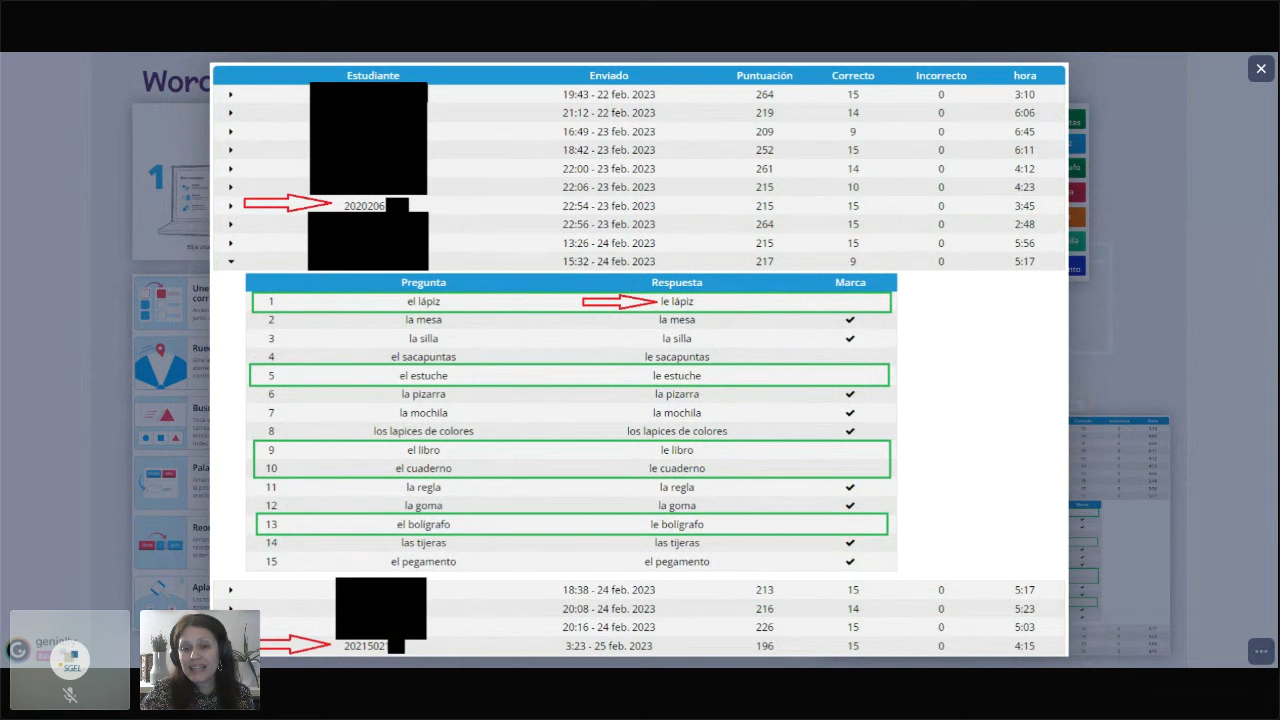 Word
Estudiante Enviado Puntuación Correcto Incorrecto hora
19:43 - 22 feb. 2023 264 15 0 3:10
21:12 - 22 feb. 2023 219 14 0 6:06
16:49 - 23 feb. 2023 209 9 0 6:45
18:42 - 23 feb. 2023 252 15 0 6:11
22:00 - 23 feb. 2023 261 14 0 4:12
22:06 - 23 feb. 2023 215 10 0 4:23
2020206 22:54 - 23 feb. 2023 215 15 0 3:45
22:56 - 23 feb. 2023 264 15 0 2:48
13:26 - 24 feb. 2023 215 15 0 5:56
15:32 - 24 feb. 2023 217 9 0 5:17
Pregunta Respuesta Marca
1 el lápiz le lápiz
2 la mesa la mesa
3 la silla la silla
4 el sacapuntas le sacapuntas
5 el estuche le estuche
6 la pizarra la pizarra
7 la mochila la mochila
8 los lapices de colores los lapices de colores
9 el libro le libro
10 el cuaderno le cuaderno
11 la regla la regla
12 la goma la goma
13 el bolígrafo le bolígrafo
14 las tijeras las tijeras
15 el pegamento el pegamento
18:38 - 24 feb. 2023 213 15 0 5:17
20:08 - 24 feb. 2023 216 14 0 5:23
20:16 - 24 feb. 2023 226 15 0 5:03
2021502 3:23 - 25 feb. 2023 196 15 0 4:15
1
Une
Rue
Bus
Pala
Reor
Apla
genially
SGEL